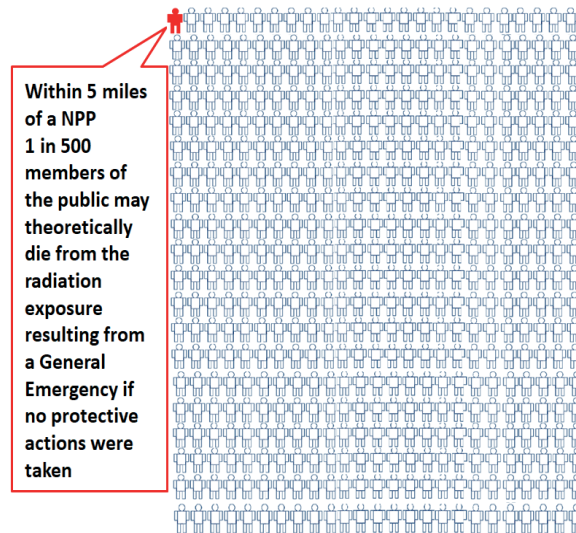 Within 5 miles
of a NPP
1 in 500
members of
the public may
theoretically
die from the
radiation
exposure
resulting from
a General
Emergency if
no protective
actions were
taken